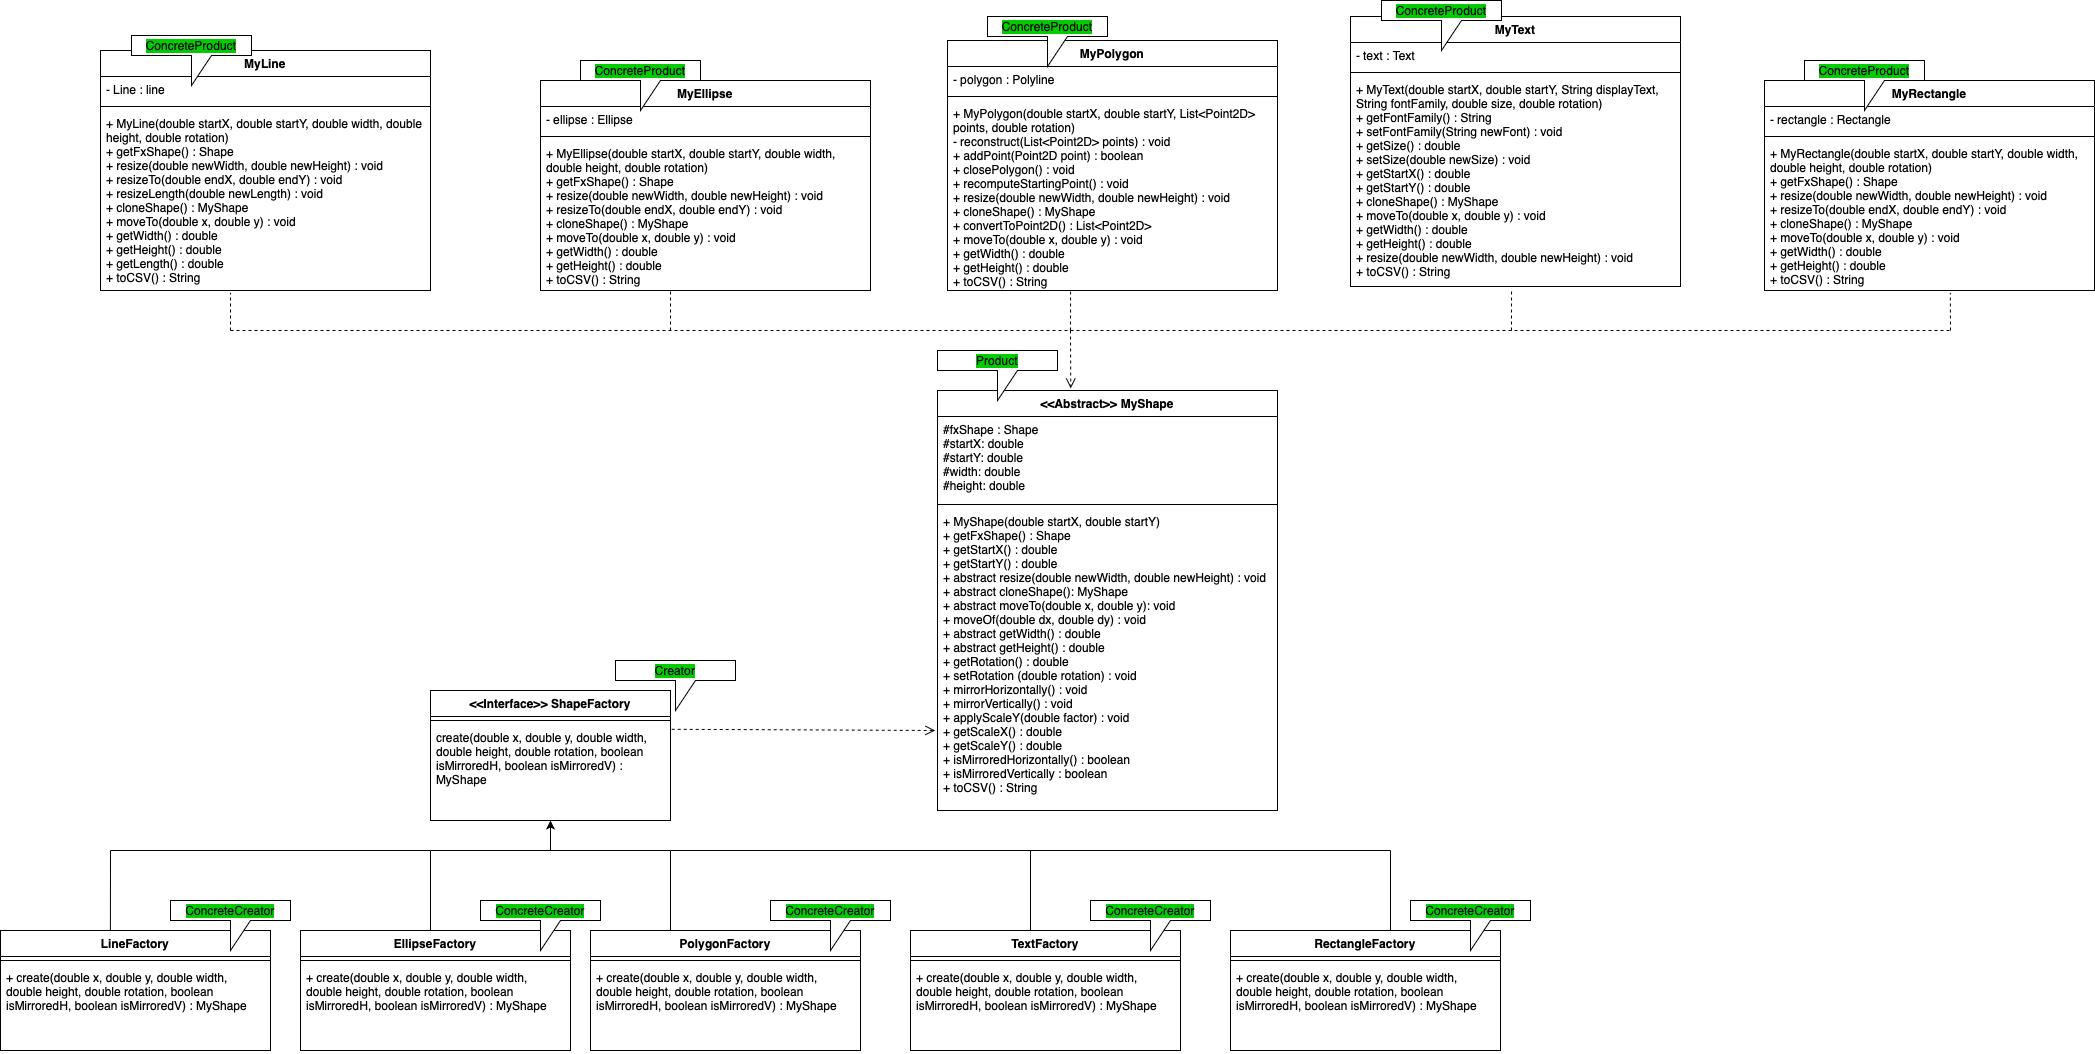 ConcreteProduct
MyLine
- Line : line
+ MyLine(double startX, double startY, double width, double
height, double rotation)
+ getFxShape() : Shape
+ resize(double newWidth, double newHeight) : void
+ resizeTo(double endX, double endY) : void
+ resizeLength(double newLength) : void
+ cloneShape() : MyShape
+ moveTo(double x, double y) : void
+ getWidth() : double
+ getHeight() : double
+ getLength() : double
+ toCSV() : String
ConcreteProduct
MyEllipse
- ellipse : Ellipse
+ MyEllipse(double startX, double startY, double width,
double height, double rotation)
+ getFxShape() : Shape
+ resize(double newWidth, double newHeight) : void
+ resizeTo(double endX, double endY) : void
+ cloneShape() : MyShape
+ moveTo(double x, double y) : void
+ getWidth() : double
+ getHeight() : double
+ toCSV() : String
ConcreteProduct
MyPolygon
- polygon : Polyline
+ MyPolygon(double startX, double startY, List<Point2D>
points, double rotation)
- reconstruct(List<Point2D> points) : void
+ addPoint(Point2D point) : boolean
+ closePolygon() : void
+ recomputeStartingPoint() : void
+ resize(double newWidth, double newHeight) : void
+ cloneShape() : MyShape
+ convertToPoint2D() : List<Point2D>
+ moveTo(double x, double y) : void
+ getWidth() : double
+ getHeight() : double
+ toCSV() : String
ConcreteProduct
MyText
- text : Text
+ MyText(double startX, double startY, String displayText,
String fontFamily, double size, double rotation)
+ getFontFamily() : String
+ setFontFamily(String newFont) : void
+ getSize() : double
+ setSize(double newSize) : void
+ getStartX() : double
+ getStartY() : double
+ cloneShape() : MyShape
+ moveTo(double x, double y) : void
+ getWidth() : double
+ getHeight() : double
+ resize(double newWidth, double newHeight) : void
+ toCSV() : String
ConcreteProduct
MyRectangle
- rectangle : Rectangle
+ MyRectangle(double startX, double startY, double width,
double height, double rotation)
+ getFxShape() : Shape
+ resize(double newWidth, double newHeight) : void
+ resizeTo(double endX, double endY) : void
+ cloneShape() : MyShape
+ moveTo(double x, double y) : void
+ getWidth() : double
+ getHeight() : double
+ toCSV() : String
Product
<<Abstract>> MyShape
#fxShape : Shape
#startX: double
#startY: double
#width: double
#height: double
+ MyShape(double startX, double startY)
+ getFxShape() : Shape
+ getStartX() : double
+ getStartY() : double
+ abstract resize(double newWidth, double newHeight) : void
+ abstract cloneShape(): MyShape
+ abstract moveTo(double x, double y): void
+ moveOf(double dx, double dy) : void
+ abstract getWidth() : double
+ abstract getHeight() : double
+ getRotation() : double
+ setRotation (double rotation) : void
+ mirrorHorizontally() : void
+ mirrorVertically() : void
+ applyScaleY(double factor) : void
+ getScaleX() : double
+ getScaleY() : double
+ isMirroredHorizontally() : boolean
+ isMirroredVertically : boolean
+ toCSV() : String
Creator
<<Interface>> ShapeFactory
create(double x, double y, double width,
double height, double rotation, boolean
isMirroredH, boolean isMirroredV) :
MyShape
ConcreteCreator
LineFactory
+ create(double x, double y, double width,
double height, double rotation, boolean
isMirroredH, boolean isMirroredV) : MyShape
ConcreteCreator
EllipseFactory
+ create(double x, double y, double width,
double height, double rotation, boolean
isMirroredH, boolean isMirroredV) : MyShape
ConcreteCreator
PolygonFactory
+ create(double x, double y, double width,
double height, double rotation, boolean
isMirroredH, boolean isMirroredV) : MyShape
ConcreteCreator
TextFactory
+ create(double x, double y, double width,
double height, double rotation, boolean
isMirroredH, boolean isMirroredV) : MyShape
ConcreteCreator
RectangleFactory
+ create(double x, double y, double width,
double height, double rotation, boolean
isMirroredH, boolean isMirroredV) : MyShape